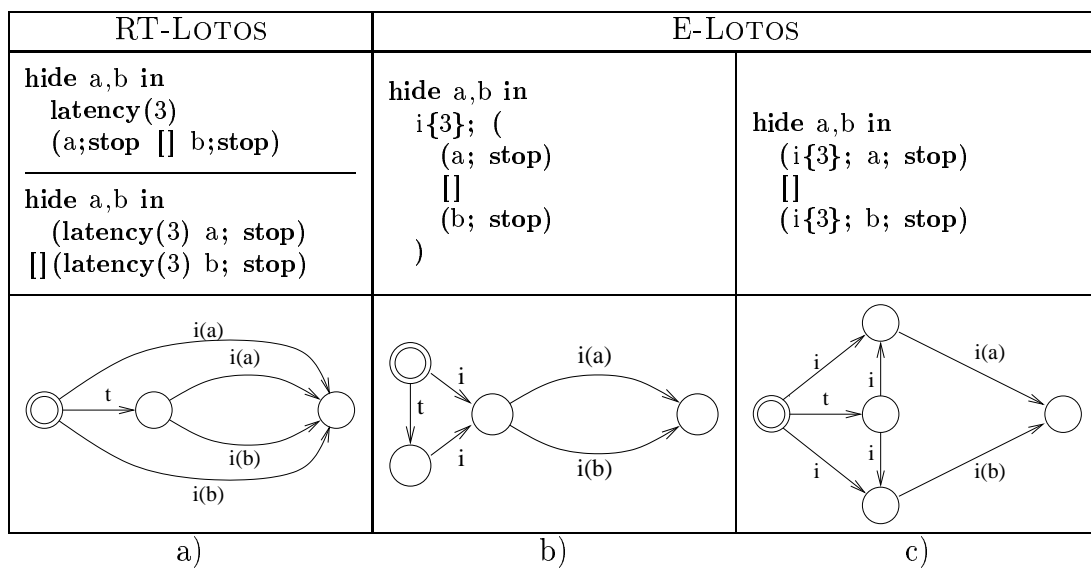 RT-LOTOS
E-LOTOS
hide a,b in
latency(3)
(a;stop [] b;stop)
hide a,b in
(latency(3) a; stop)
[](latency(3) b; stop)
hide a,b in
i{3}; (
(a; stop)
[]
(b; stop)
)
hide a,b in
(i{3}; a; stop)
[]
(i{3}; b; stop)
i(a)
i(a)
t
i(b)
i(b)
i
t
i
i(a)
i(b)
i
i
t
i
i
i(a)
i(b)
a)
b)
c)